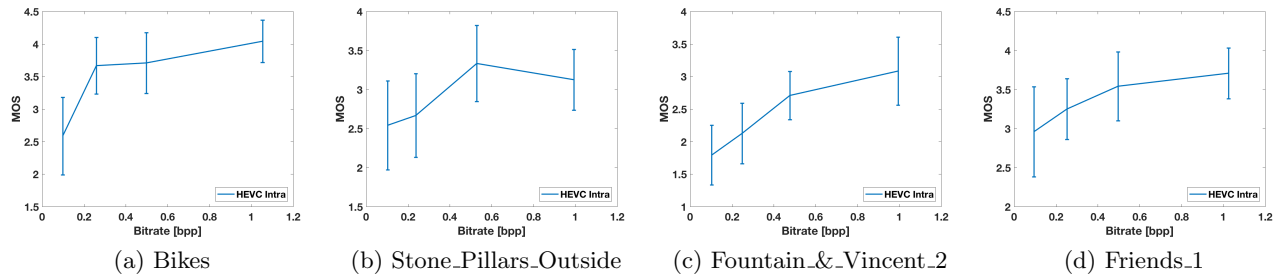 4.5
4
3.5
3
2.5
2
1.5
MOS
0 0.2 0.4 0.6 0.8 1 1.2
Bitrate [bpp]
HEVC Intra
(a) Bikes
4
3.5
3
2.5
2
1.5
MOS
0 0.2 0.4 0.6 0.8 1 1.2
Bitrate [bpp]
HEVC Intra
(b) Stone_Pillars_Outside
4
3.5
3
2.5
2
1.5
1
MOS
0 0.2 0.4 0.6 0.8 1 1.2
Bitrate [bpp]
HEVC Intra
(c) Fountain_&_Vincent_2
4.5
4
3.5
3
2.5
2
MOS
0 0.2 0.4 0.6 0.8 1 1.2
Bitrate [bpp]
HEVC Intra
(d) Friends_1